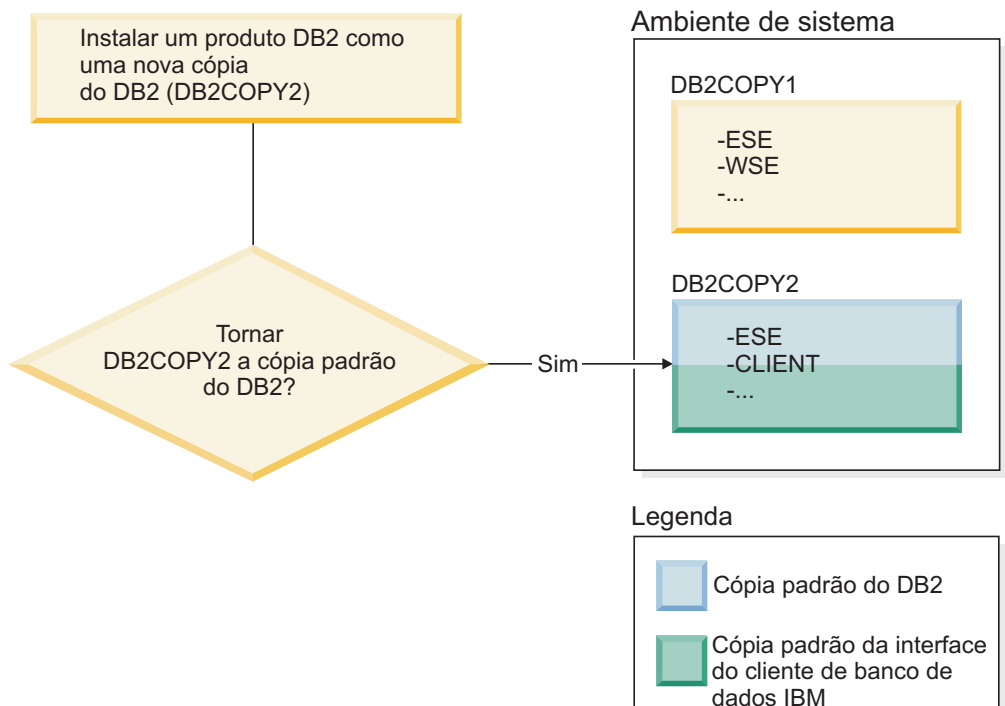 Instalar um produto DB2 como
uma nova cópia
do DB2 (DB2COPY2)
Tornar
DB2COPY2 a cópia padrão
do DB2?
Sim
Ambiente de sistema
DB2COPY1
-ESE
-WSE
-...
DB2COPY2
-ESE
-CLIENT
-...
Legenda
Cópia padrão do DB2
Cópia padrão da interface
do cliente de banco de
dados IBM